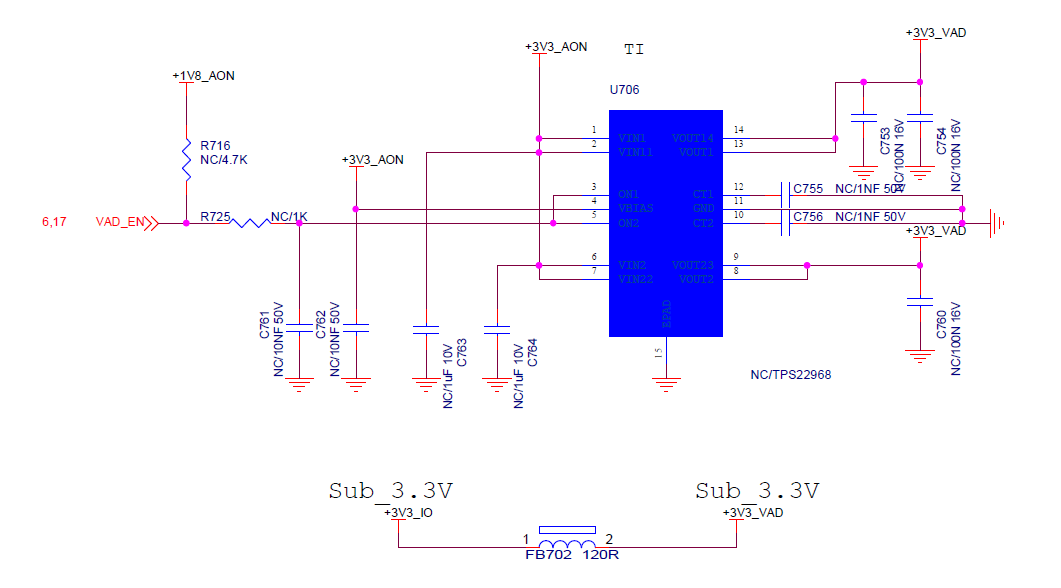 +3V3_VAD
+3V3_AON
TI
+1V8_AON
U706
R716
NC/4.7K
+3V3_AON
1
VIN1
VOUT14
14
2
VIN11
VOUT1
13
C753
NC/100N 16V
C754
NC/100N 16V
3
ON1
CT1
12
C755 NC/1NF 50V
4
VBIAS
GND
11
6,17
VAD_EN
R725
NC/1K
5
ON2
CT2
10
C756 NC/1NF 50V
+3V3_VAD
6
VIN2
VOUT23
9
7
VIN22
VOUT2
8
EPAD
15
C761
NC/10NF 50V
C762
NC/10NF 50V
C763
NC/1uF 10V
C764
NC/1uF 10V
C760
NC/100N 16V
NC/TPS22968
Sub_3.3V
Sub_3.3V
+3V3_IO
+3V3_VAD
1
2
FB702 120R